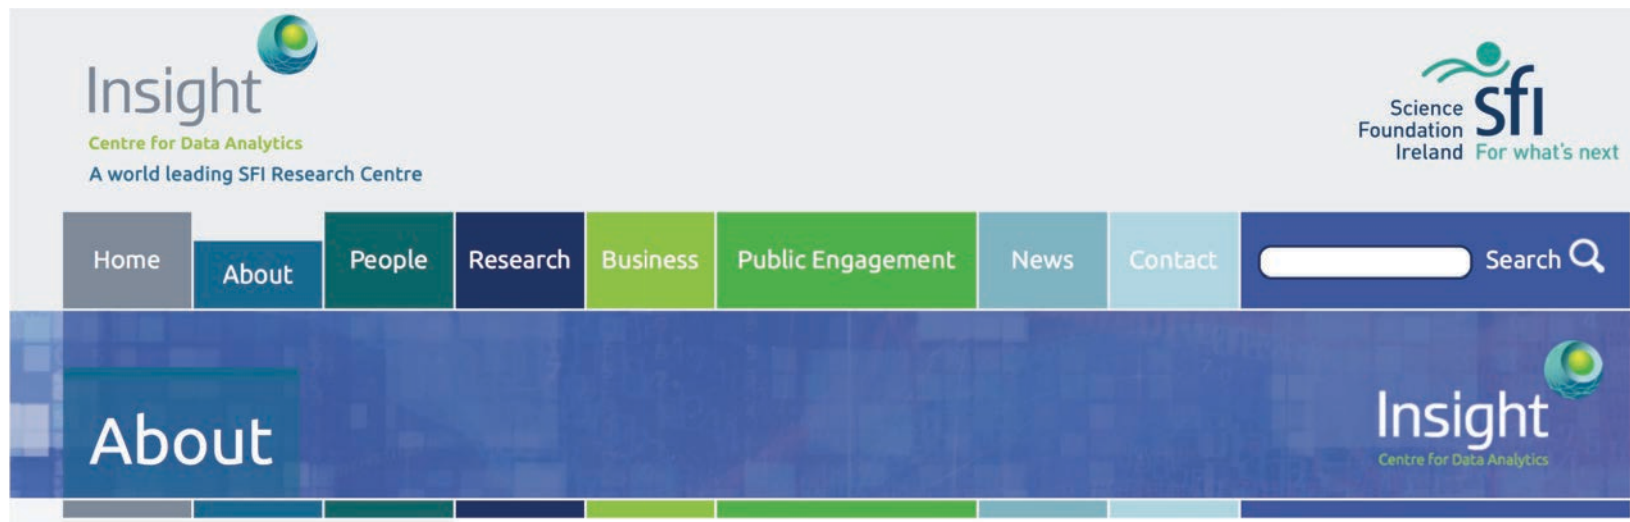 Insight
Centre for Data Analytics
A world leading SFI Research Centre
Science
Foundation
Ireland
sfi
For what's next
Home
About
People
Research
Business
Public Engagement
News
Contact
Search
About
Insight
Centre for Data Analytics